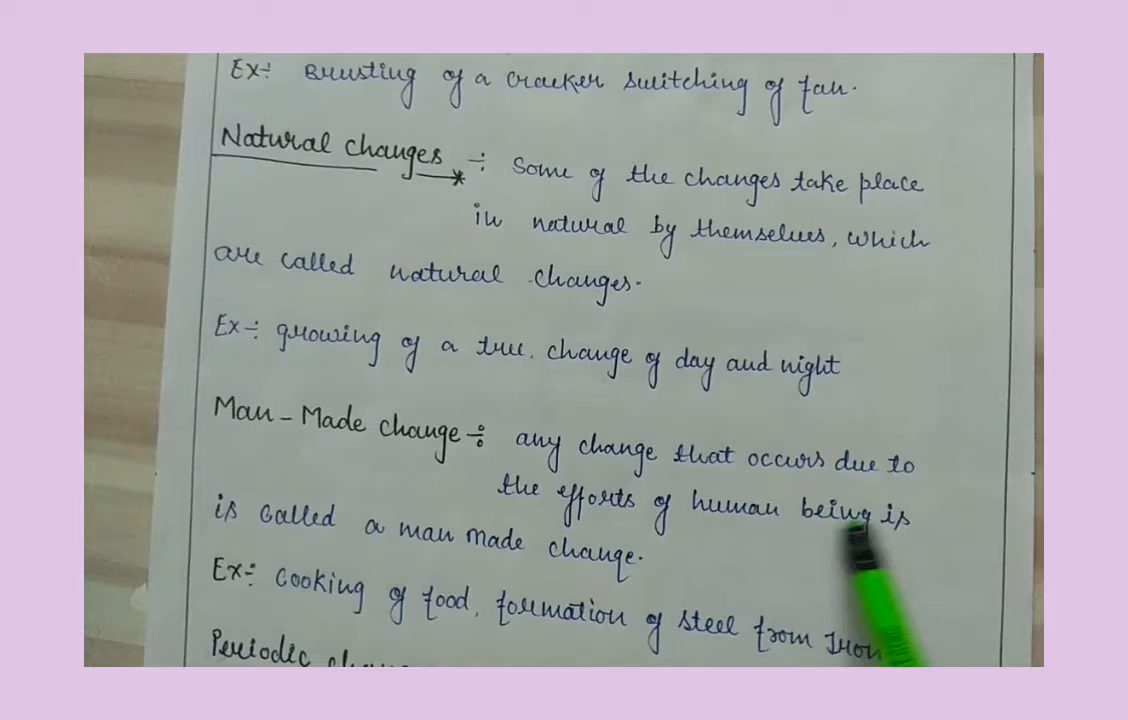 Ex÷ Brusting of a cracker switching of fan.
Natural changes ÷ Some of the changes take place
in natural by themselves, which
are called natural changes.
Ex÷ growing of a tree. change of day and night
Man-Made change÷ any change that occurs due to
the efforts of human being is
is called a man made change.
Ex÷ Cooking of food, formation of steel from Iron
Periodic